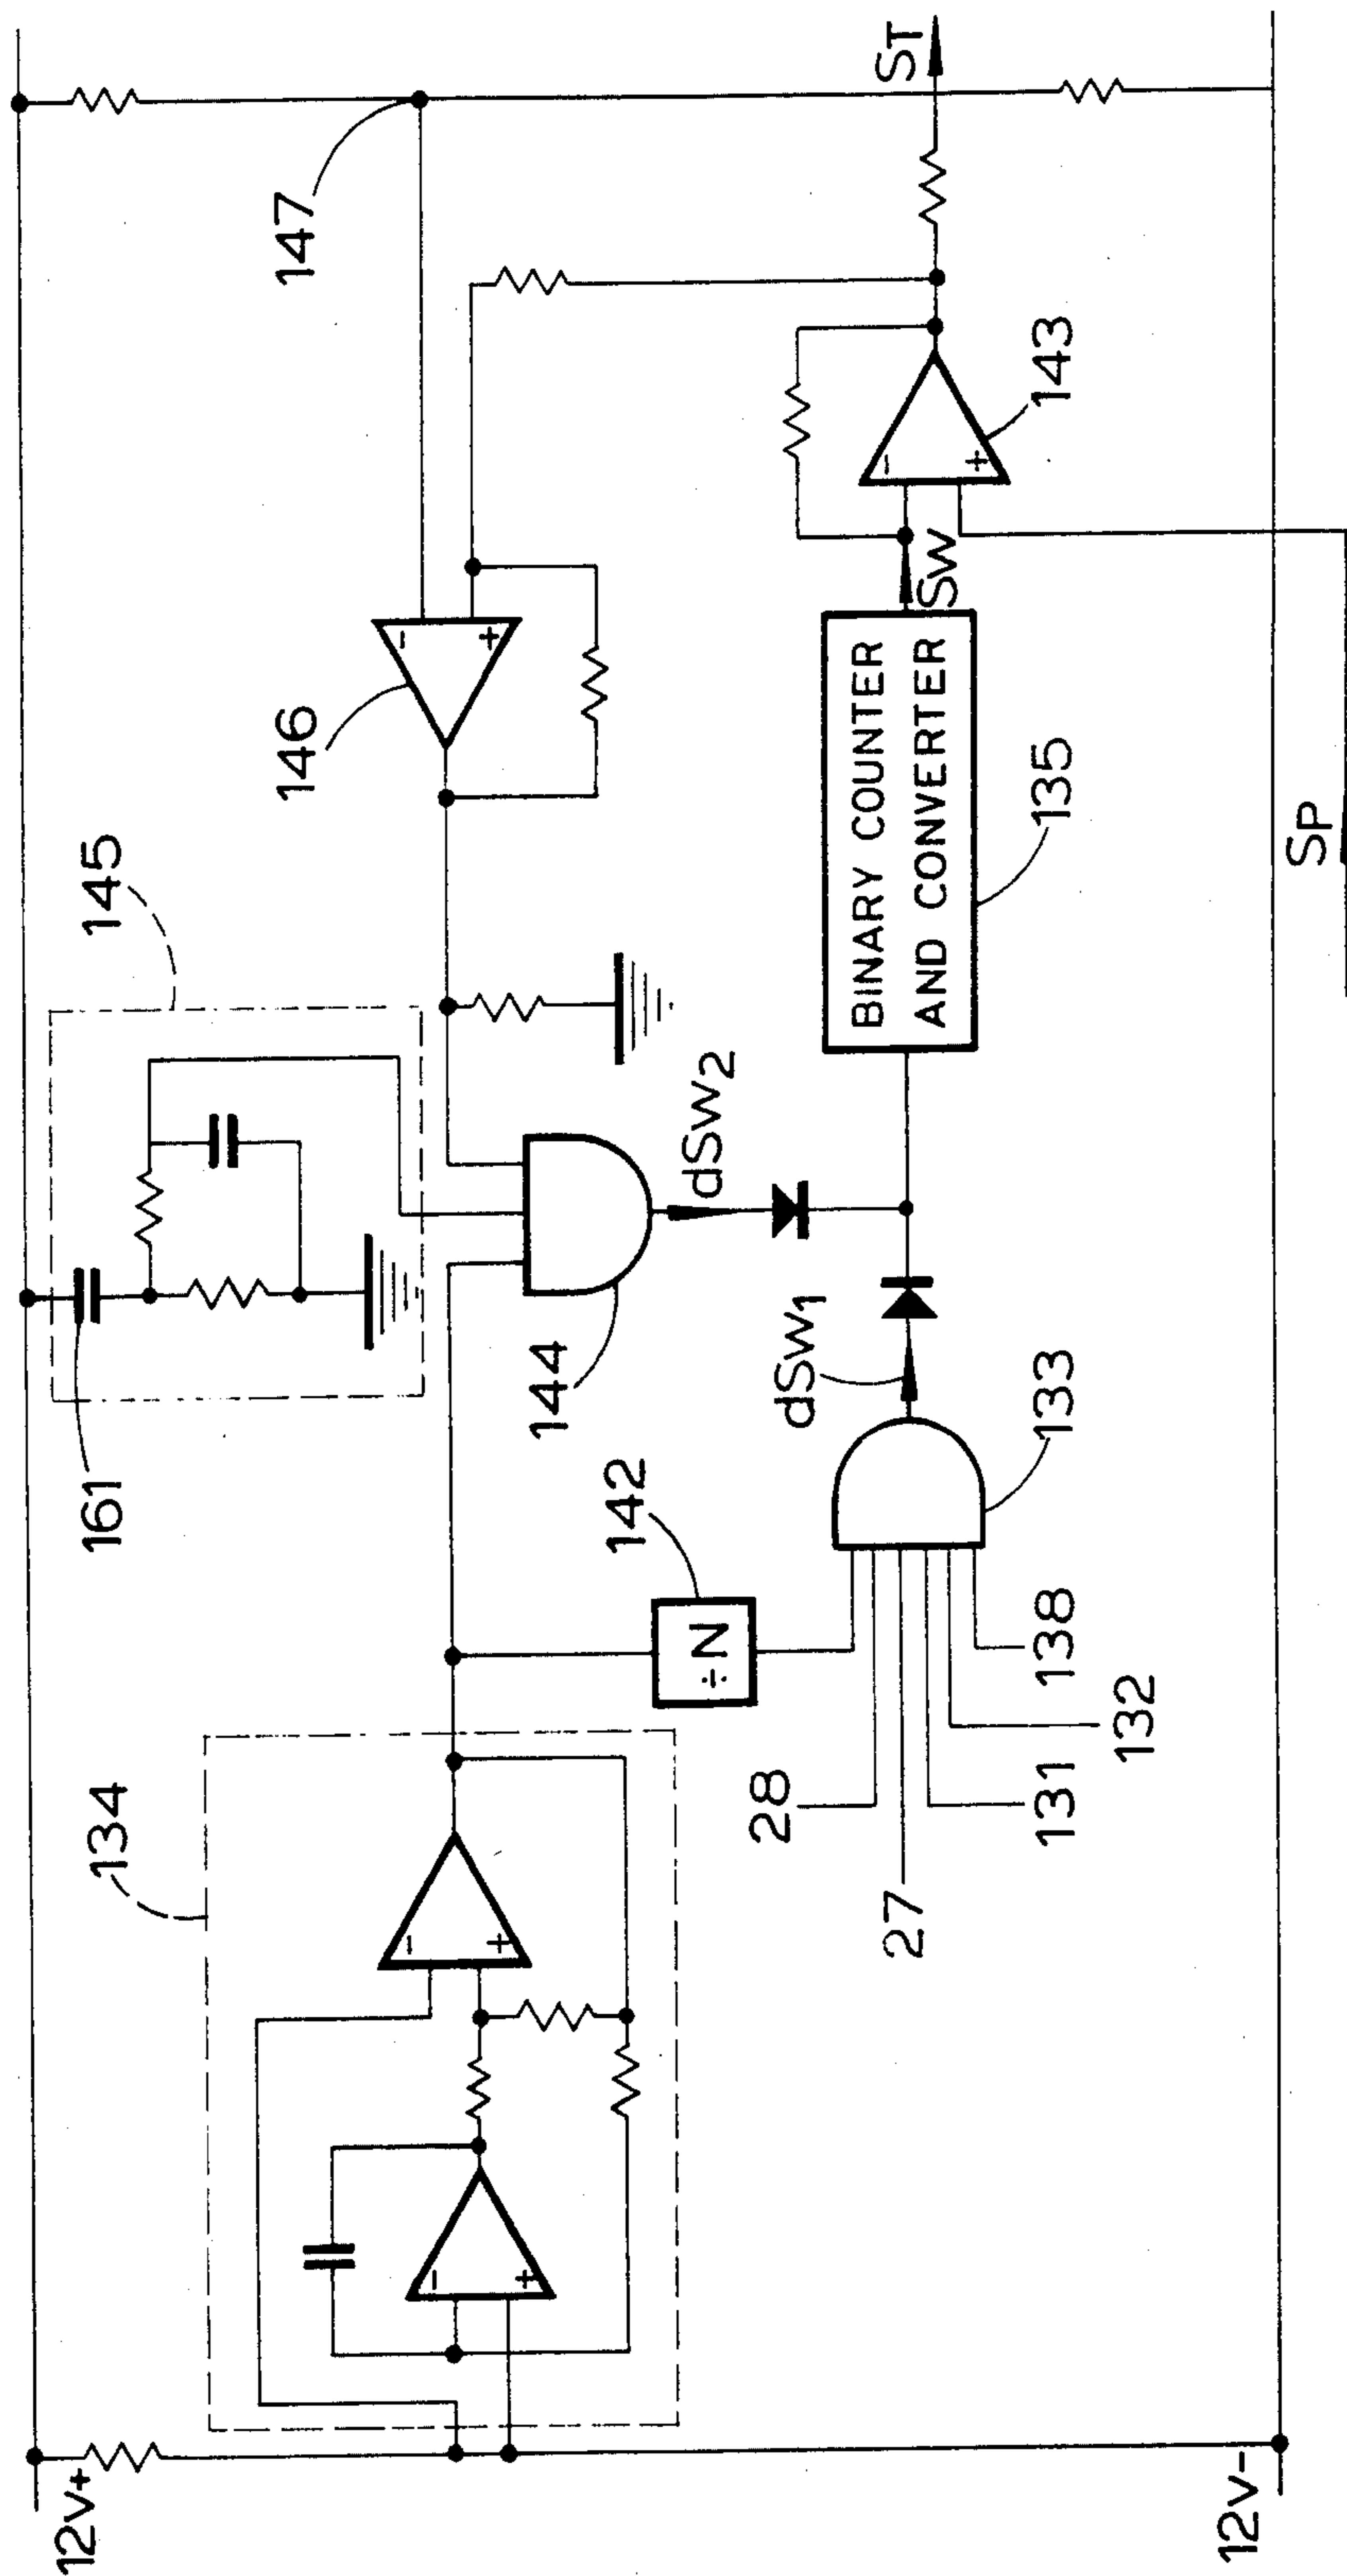 12v+
134
161
145
147
146
144
142
÷N
dSW2
dSW1
28
27
131
132
138
133
BINARY COUNTER
AND CONVERTER
135
SW
143
ST
SP
12v-
-
+
-
+
-
+
-
+